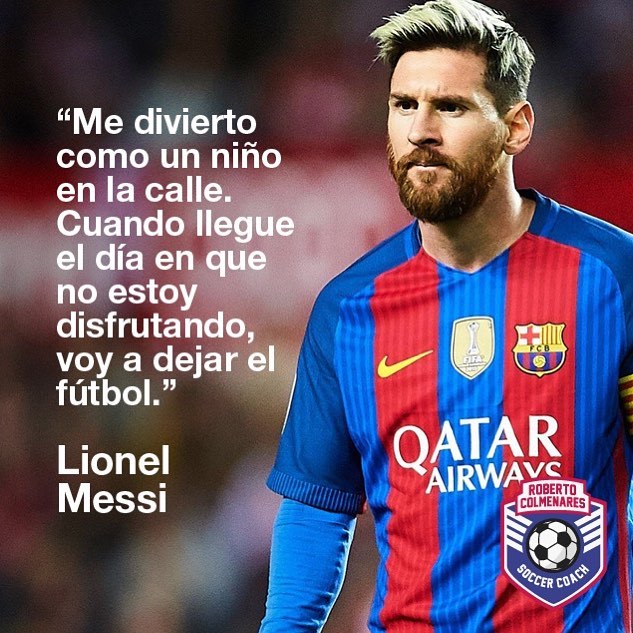 “Me divierto
como un niño
en la calle.
Cuando llegue
el día en que
no estoy
disfrutando,
voy a dejar el
fútbol.”
Lionel
Messi
FIFA
FCB
QATAR
AIRWAYS
ROBERTO
COLMENARES
SOCCER COACH